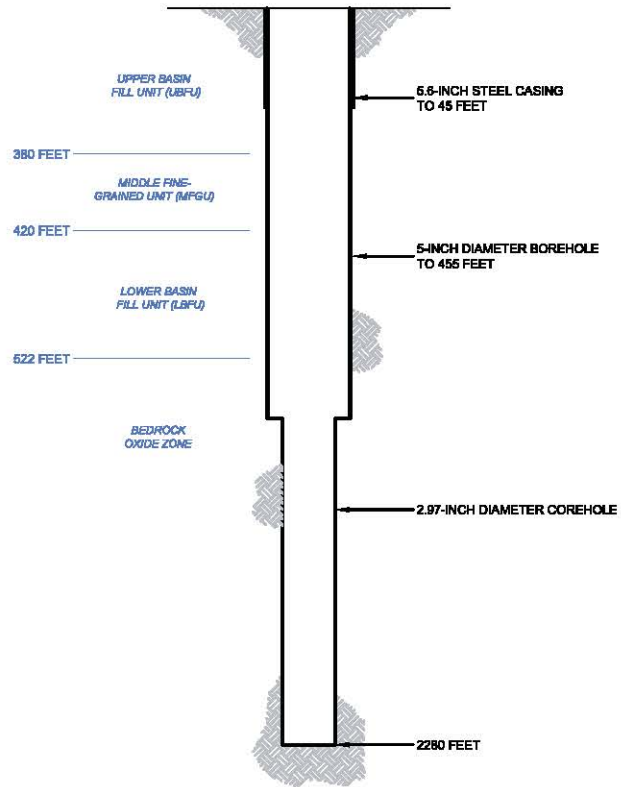 UPPER BASIN
FILL UNIT (UBFU)
5.6-INCH STEEL CASING
TO 45 FEET
380 FEET
MIDDLE FINE-
GRAINED UNIT (MFGU)
420 FEET
5-INCH DIAMETER BOREHOLE
TO 455 FEET
LOWER BASIN
FILL UNIT (LBFU)
522 FEET
BEDROCK
OXIDE ZONE
2.97-INCH DIAMETER COREHOLE
2280 FEET